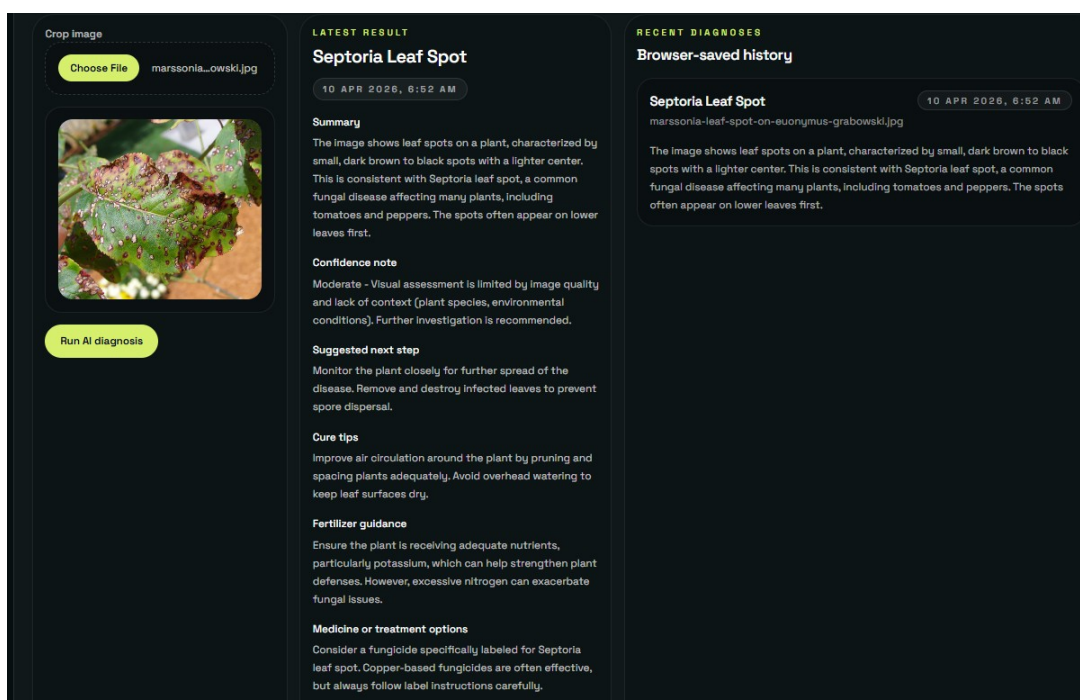 Crop image
Choose File marssonia...owski.jpg
Run AI diagnosis
LATEST RESULT
Septoria Leaf Spot
10 APR 2026, 6:52 AM
Summary
The image shows leaf spots on a plant, characterized by
small, dark brown to black spots with a lighter center.
This is consistent with Septoria leaf spot, a common
fungal disease affecting many plants, including
tomatoes and peppers. The spots often appear on lower
leaves first.
Confidence note
Moderate - Visual assessment is limited by image quality
and lack of context (plant species, environmental
conditions). Further investigation is recommended.
Suggested next step
Monitor the plant closely for further spread of the
disease. Remove and destroy infected leaves to prevent
spore dispersal.
Cure tips
Improve air circulation around the plant by pruning and
spacing plants adequately. Avoid overhead watering to
keep leaf surfaces dry.
Fertilizer guidance
Ensure the plant is receiving adequate nutrients,
particularly potassium, which can help strengthen plant
defenses. However, excessive nitrogen can exacerbate
fungal issues.
Medicine or treatment options
Consider a fungicide specifically labeled for Septoria
leaf spot. Copper-based fungicides are often effective,
but always follow label instructions carefully.
RECENT DIAGNOSES
Browser-saved history
Septoria Leaf Spot 10 APR 2026, 6:52 AM
marssonia-leaf-spot-on-euonymus-grabowski.jpg
The image shows leaf spots on a plant, characterized by small, dark brown to black
spots with a lighter center. This is consistent with Septoria leaf spot, a common
fungal disease affecting many plants, including tomatoes and peppers. The spots
often appear on lower leaves first.